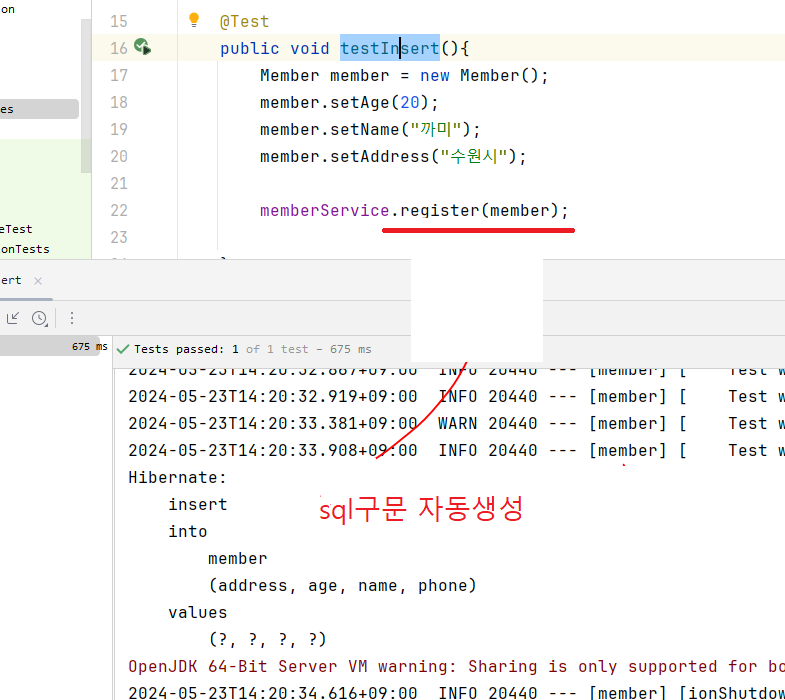 on
15 @Test
16 public void testInsert(){
17 Member member = new Member();
es
18 member.setAge(20);
19 member.setName("까미");
20 member.setAddress("수원시");
21
22 memberService.register(member);
eTest
23
onTests
ert ×
675 ms
Tests passed: 1 of 1 test – 675 ms
2024-05-23T14:20:32.887+09:00 INFO 20440 --- [member] [ Test w
2024-05-23T14:20:32.919+09:00 INFO 20440 --- [member] [ Test w
2024-05-23T14:20:33.381+09:00 WARN 20440 --- [member] [ Test w
2024-05-23T14:20:33.908+09:00 INFO 20440 --- [member] [ Test w
Hibernate:
insert
sql구문 자동생성
into
member
(address, age, name, phone)
values
(?, ?, ?, ?)
OpenJDK 64-Bit Server VM warning: Sharing is only supported for bo
2024-05-23T14:20:34.616+09:00 INFO 20440 --- [member] [ionShutdow